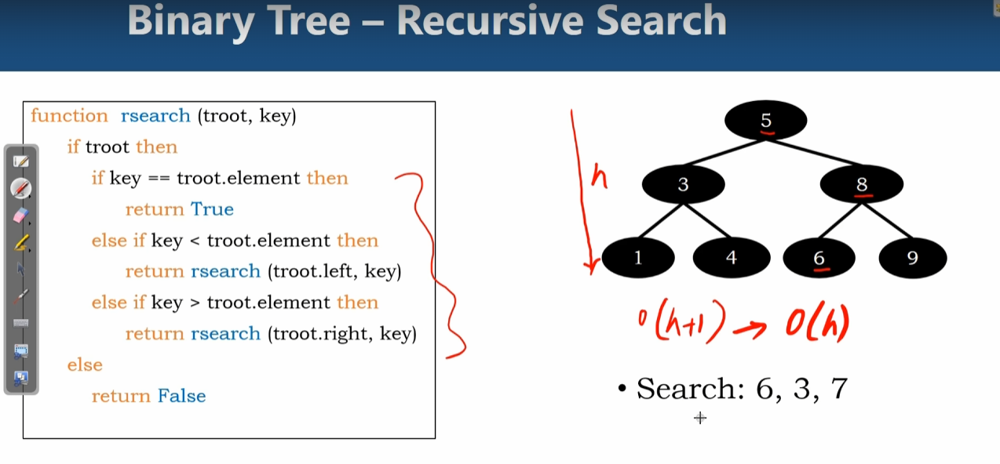 Binary Tree – Recursive Search
function rsearch (troot, key)
if troot then
if key == troot.element then
return True
else if key < troot.element then
return rsearch (troot.left, key)
else if key > troot.element then
return rsearch (troot.right, key)
else
return False
5
h
3
8
1
4
6
9
O(h+1) → O(h)
• Search: 6, 3, 7